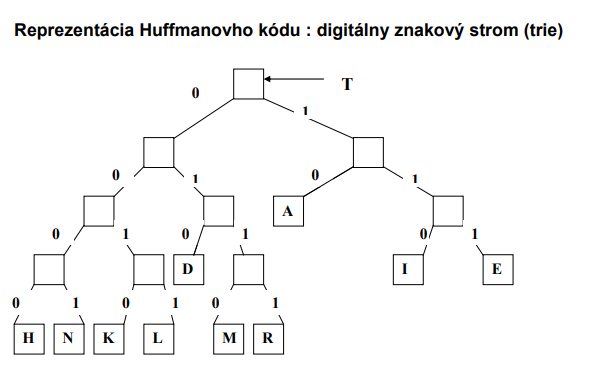 Reprezentácia Huffmanovho kódu : digitálny znakový strom (trie)
0 T
1
0 1 0 1
A
0 1 0 1 0 1
D I E
0 1 0 1 0 1
H N K L M R